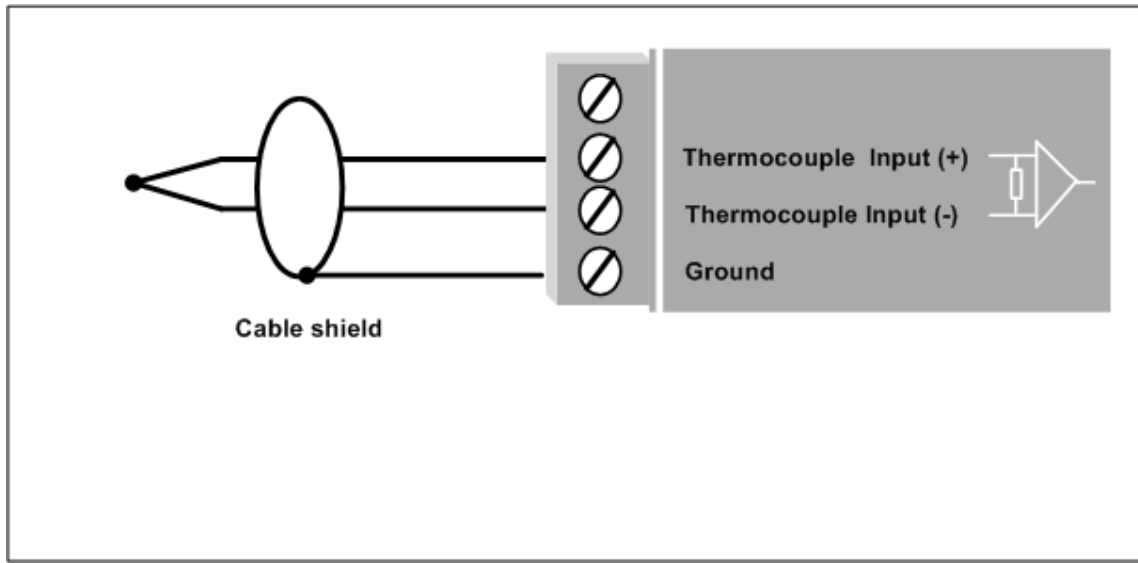 Thermocouple Input (+)
Thermocouple Input (-)
Ground
Cable shield